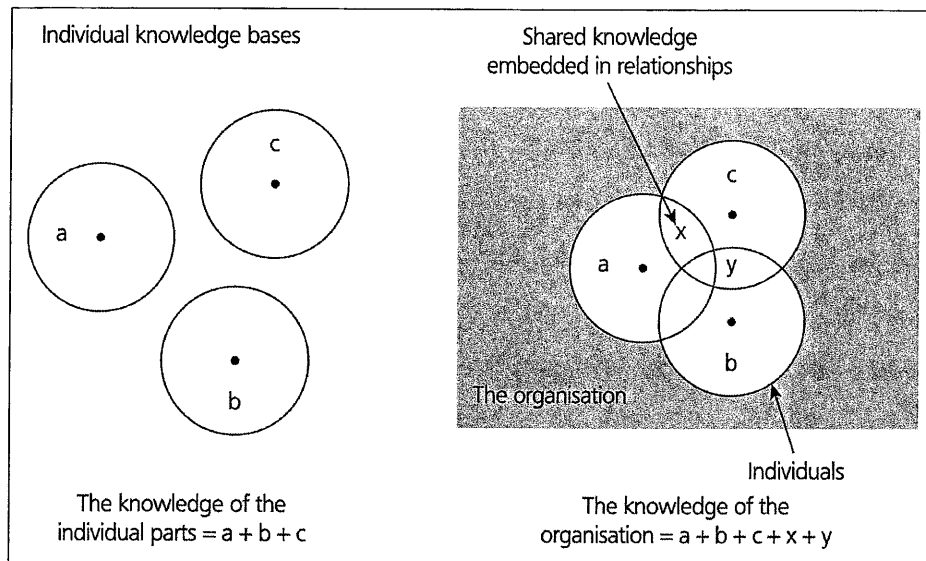 Individual knowledge bases
a
c
b
The knowledge of the
individual parts = a + b + c
Shared knowledge
embedded in relationships
c
x
a
y
b
The organisation
Individuals
The knowledge of the
organisation = a + b + c + x + y